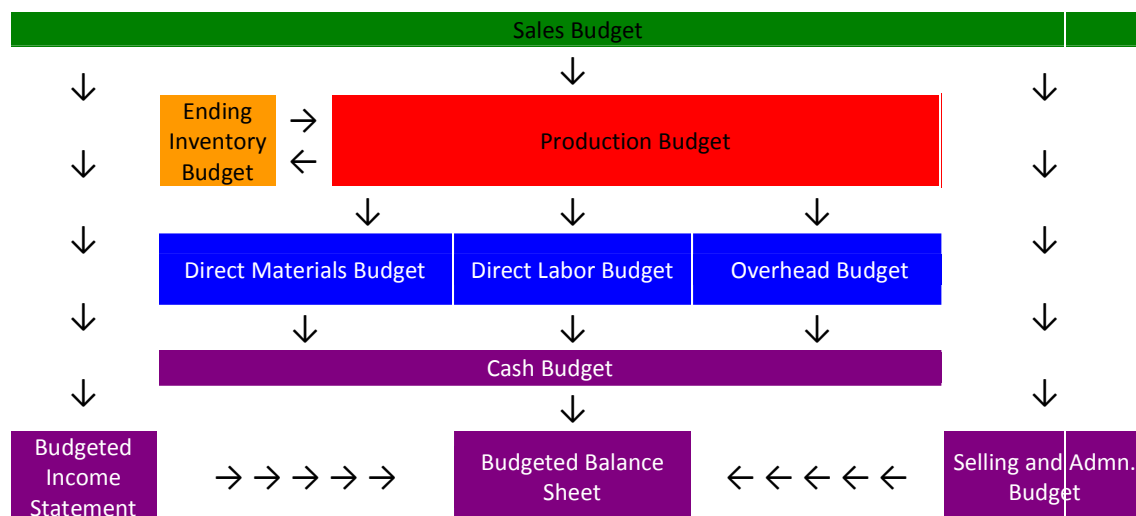 Sales Budget
Ending
Inventory
Budget
Production Budget
Direct Materials Budget
Direct Labor Budget
Overhead Budget
Cash Budget
Budgeted
Income
Statement
Budgeted Balance
Sheet
Selling and Admn.
Budget